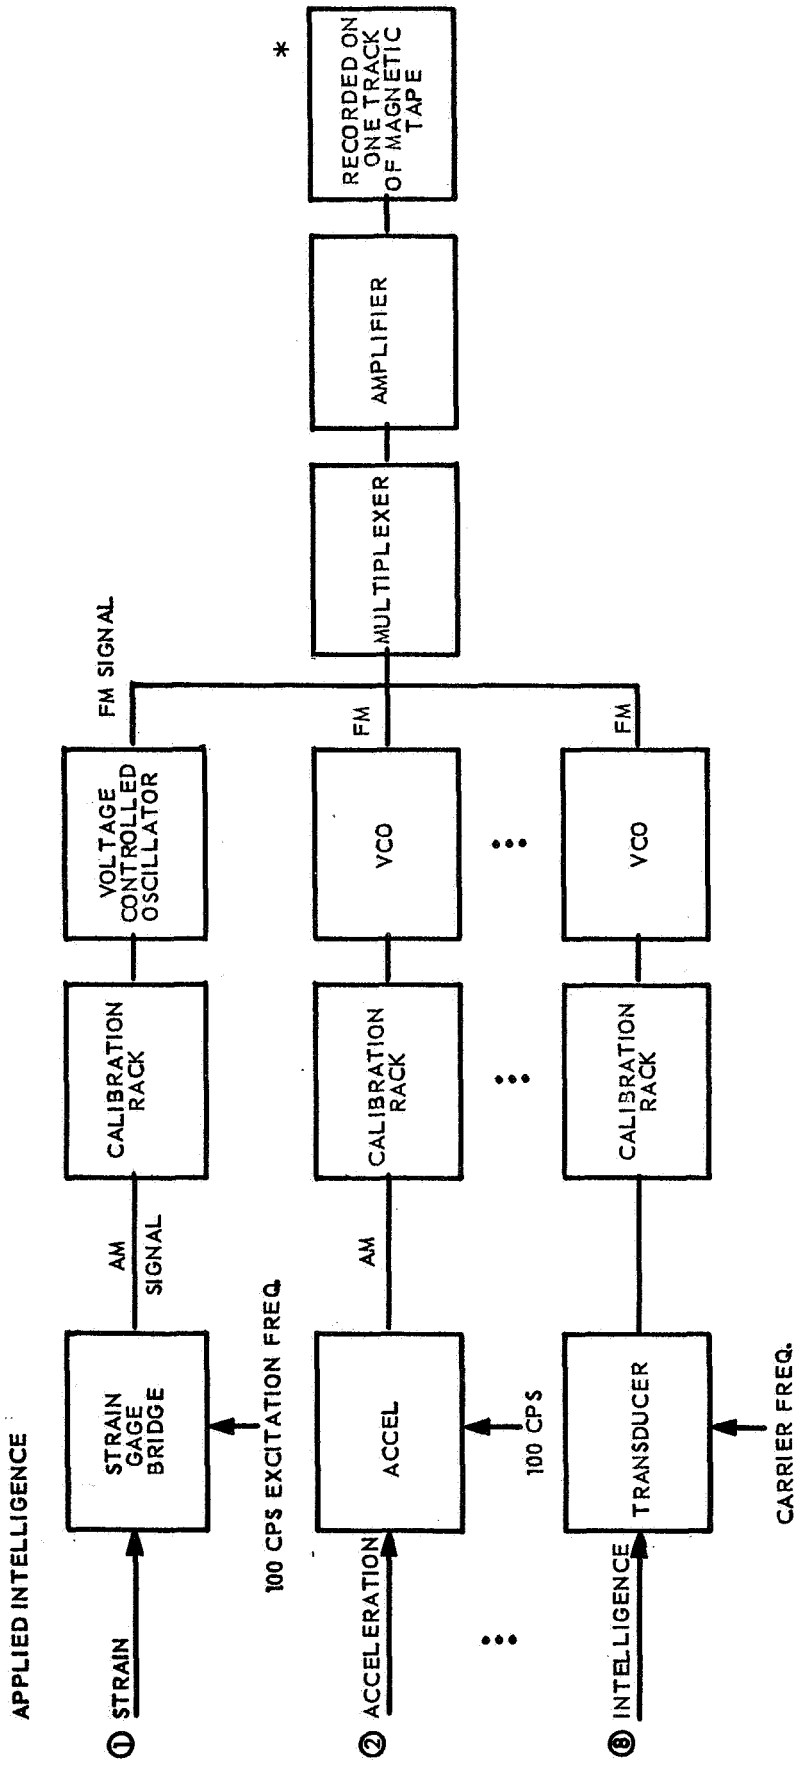 APPLIED INTELLIGENCE
① STRAIN
STRAIN
GAGE
BRIDGE
100 CPS EXCITATION FREQ.
AM
SIGNAL
CALIBRATION
RACK
VOLTAGE
CONTROLLED
OSCILLATOR
FM SIGNAL
② ACCELERATION
ACCEL
100 CPS
AM
CALIBRATION
RACK
VCO
FM
MULTIPLEXER
AMPLIFIER
RECORDED ON
ONE TRACK
OF MAGNETIC
TAPE
*
⑧ INTELLIGENCE
TRANSDUCER
CARRIER FREQ.
CALIBRATION
RACK
VCO
FM